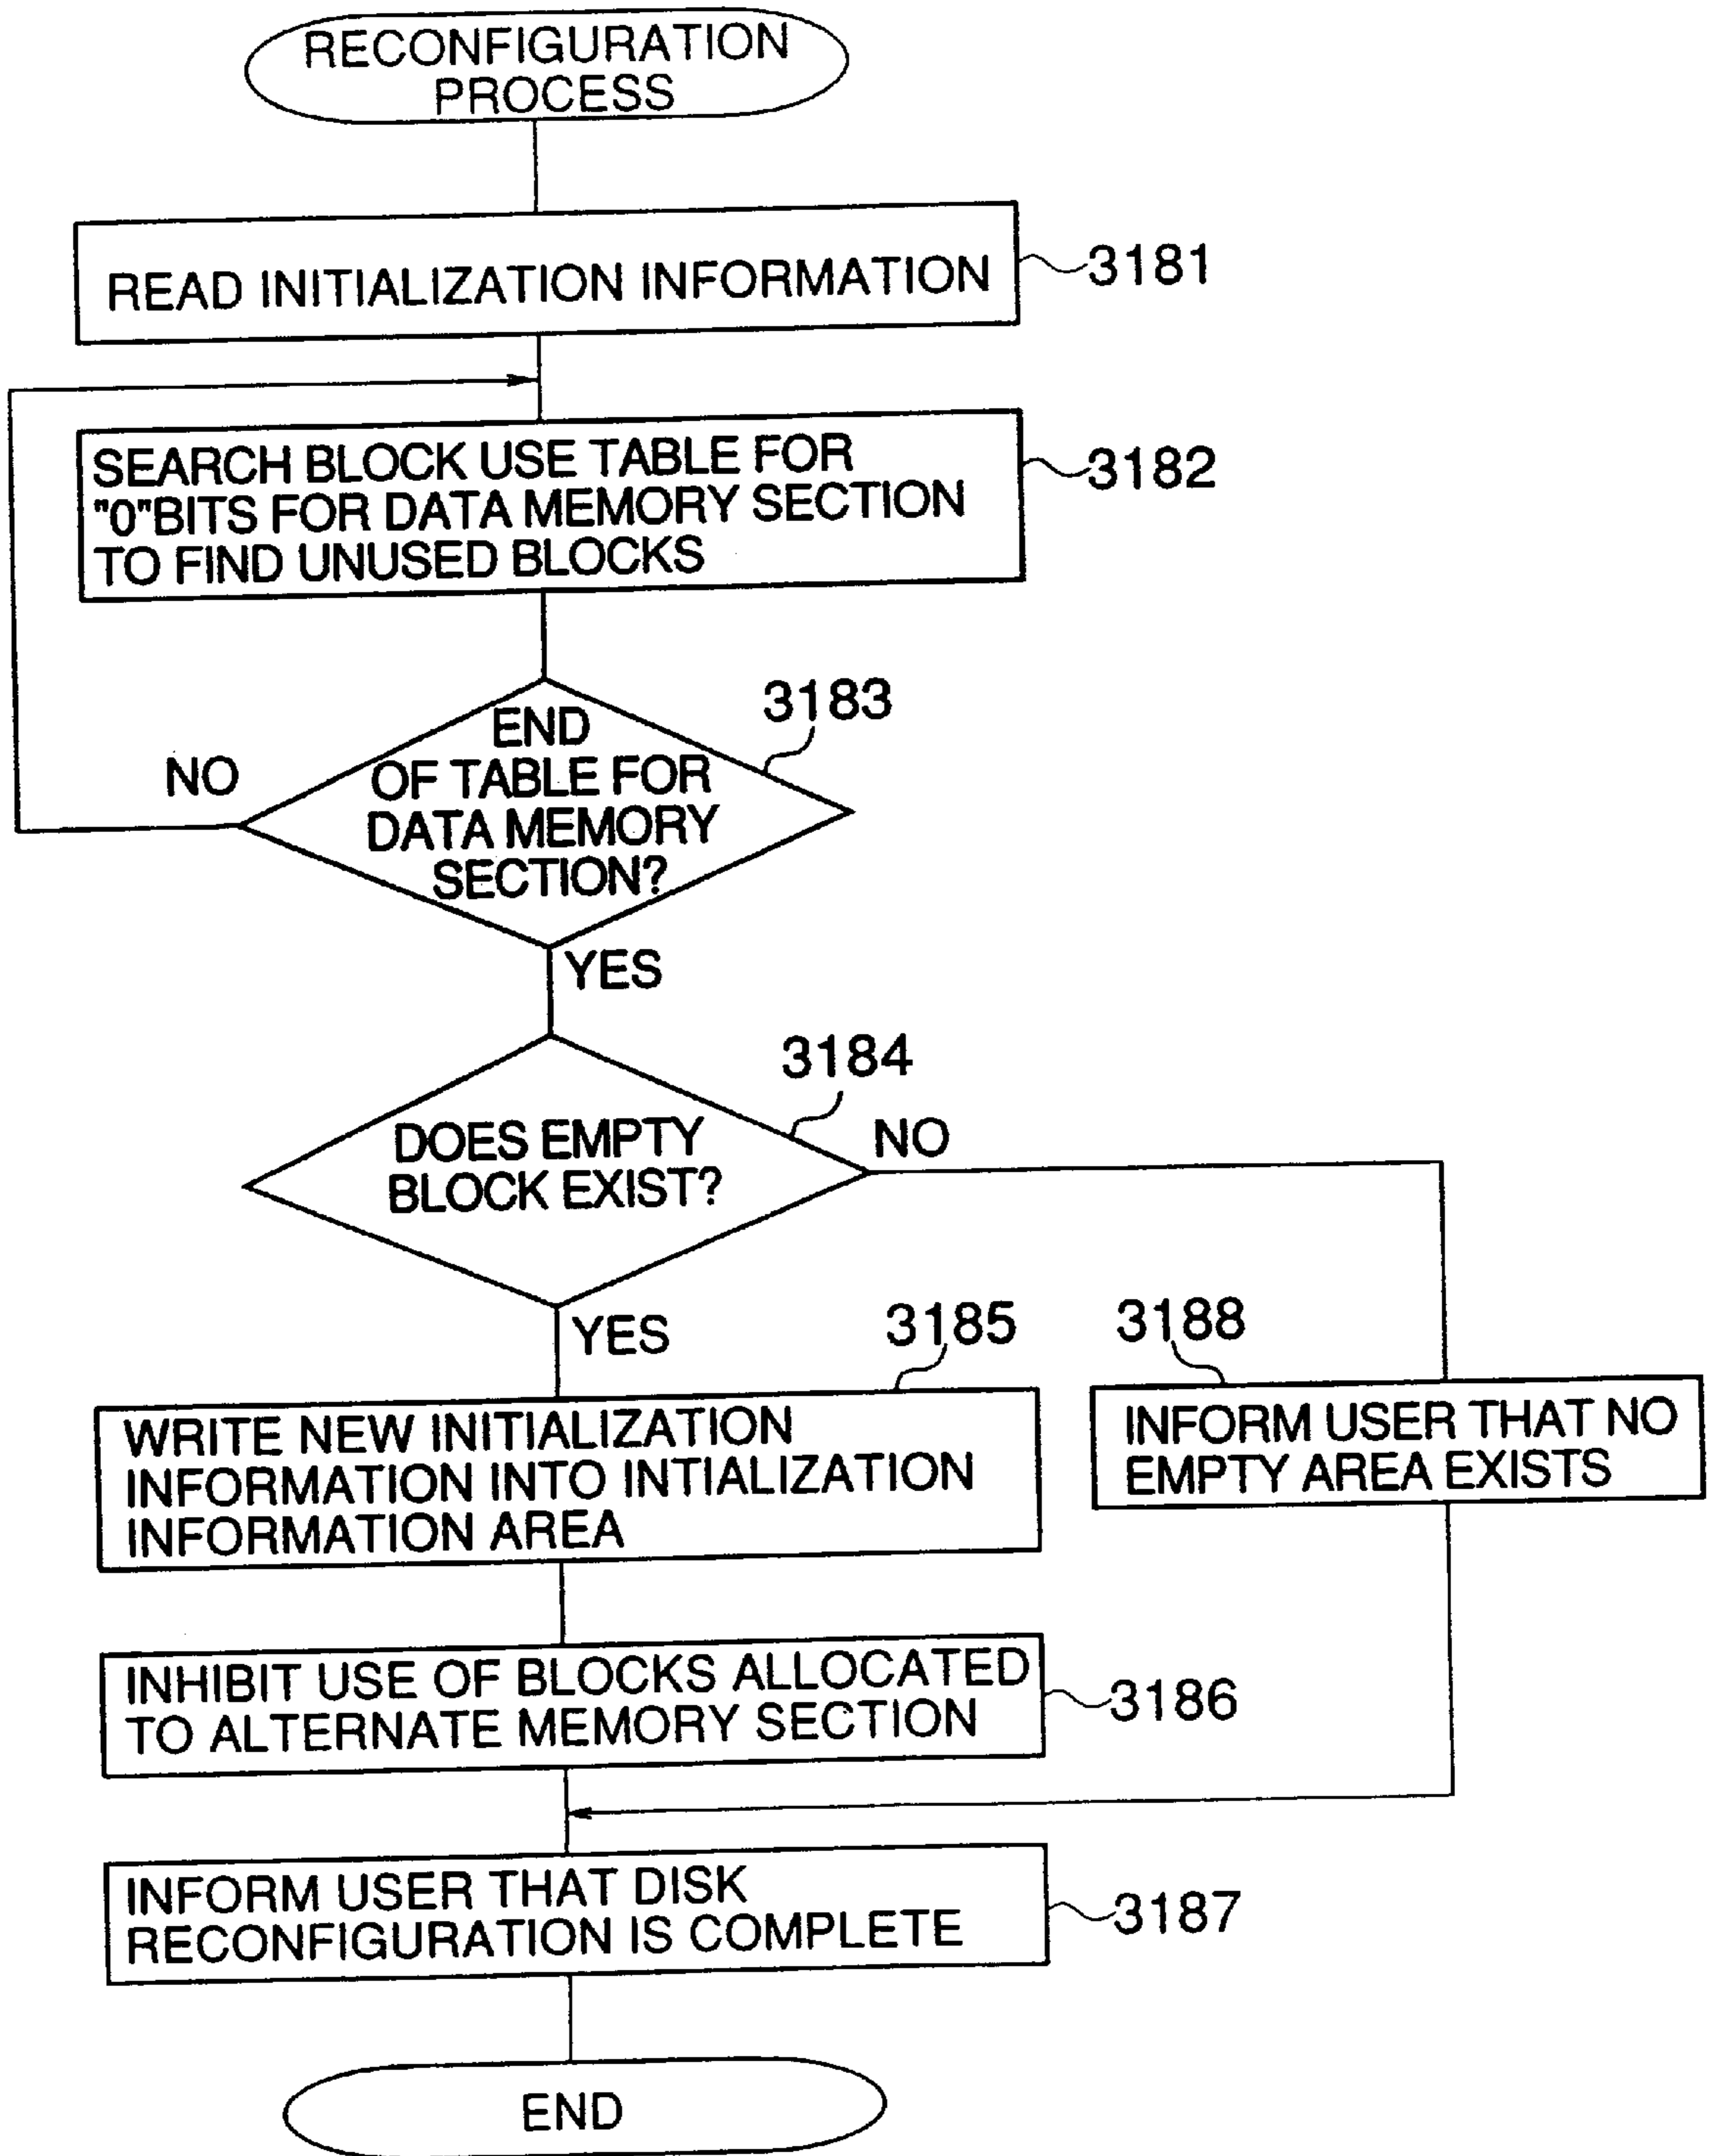 RECONFIGURATION
PROCESS
READ INITIALIZATION INFORMATION
3181
SEARCH BLOCK USE TABLE FOR
"0"BITS FOR DATA MEMORY SECTION
TO FIND UNUSED BLOCKS
3182
3183
END
OF TABLE FOR
DATA MEMORY
SECTION?
NO
YES
3184
DOES EMPTY
BLOCK EXIST?
NO
YES
3185
3188
WRITE NEW INITIALIZATION
INFORMATION INTO INTIALIZATION
INFORMATION AREA
INFORM USER THAT NO
EMPTY AREA EXISTS
INHIBIT USE OF BLOCKS ALLOCATED
TO ALTERNATE MEMORY SECTION
3186
INFORM USER THAT DISK
RECONFIGURATION IS COMPLETE
3187
END